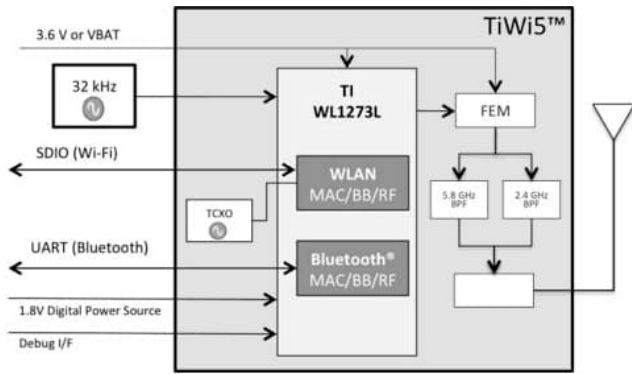 TiWi5™
3.6 V or VBAT
32 kHz
TI
WL1273L
FEM
SDIO (Wi-Fi)
WLAN
MAC/BB/RF
5.8 GHz
BPF
2.4 GHz
BPF
TCXO
UART (Bluetooth)
Bluetooth®
MAC/BB/RF
1.8V Digital Power Source
Debug I/F